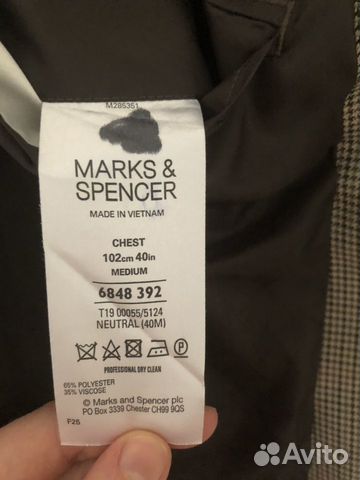 M285351
MARKS &
SPENCER
MADE IN VIETNAM
CHEST
102cm 40in
MEDIUM
6848 392
T19 00055/5124
NEUTRAL (40M)
P
PROFESSIONAL DRY CLEAN
65% POLYESTER
35% VISCOSE
© Marks and Spencer plc
PO Box 3339 Chester CH99 9QS
F25
Avito